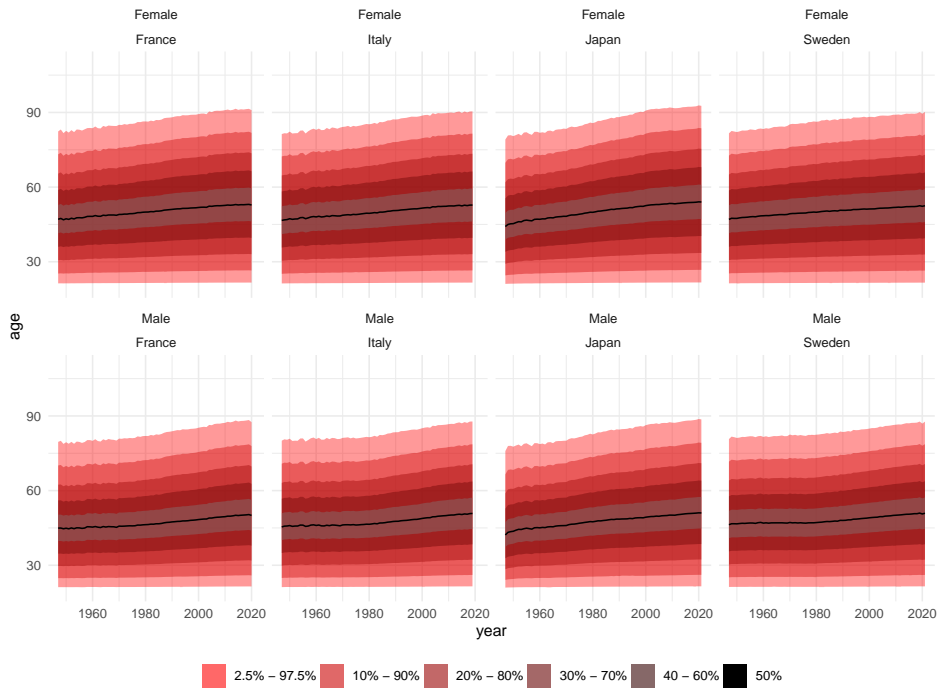 Female Female Female Female
France Italy Japan Sweden
90
60
30
age
Male Male Male Male
France Italy Japan Sweden
90
60
30
1960 1980 2000 2020 1960 1980 2000 2020 1960 1980 2000 2020 1960 1980 2000 2020
year
2.5% − 97.5% 10% − 90% 20% − 80% 30% − 70% 40 − 60% 50%